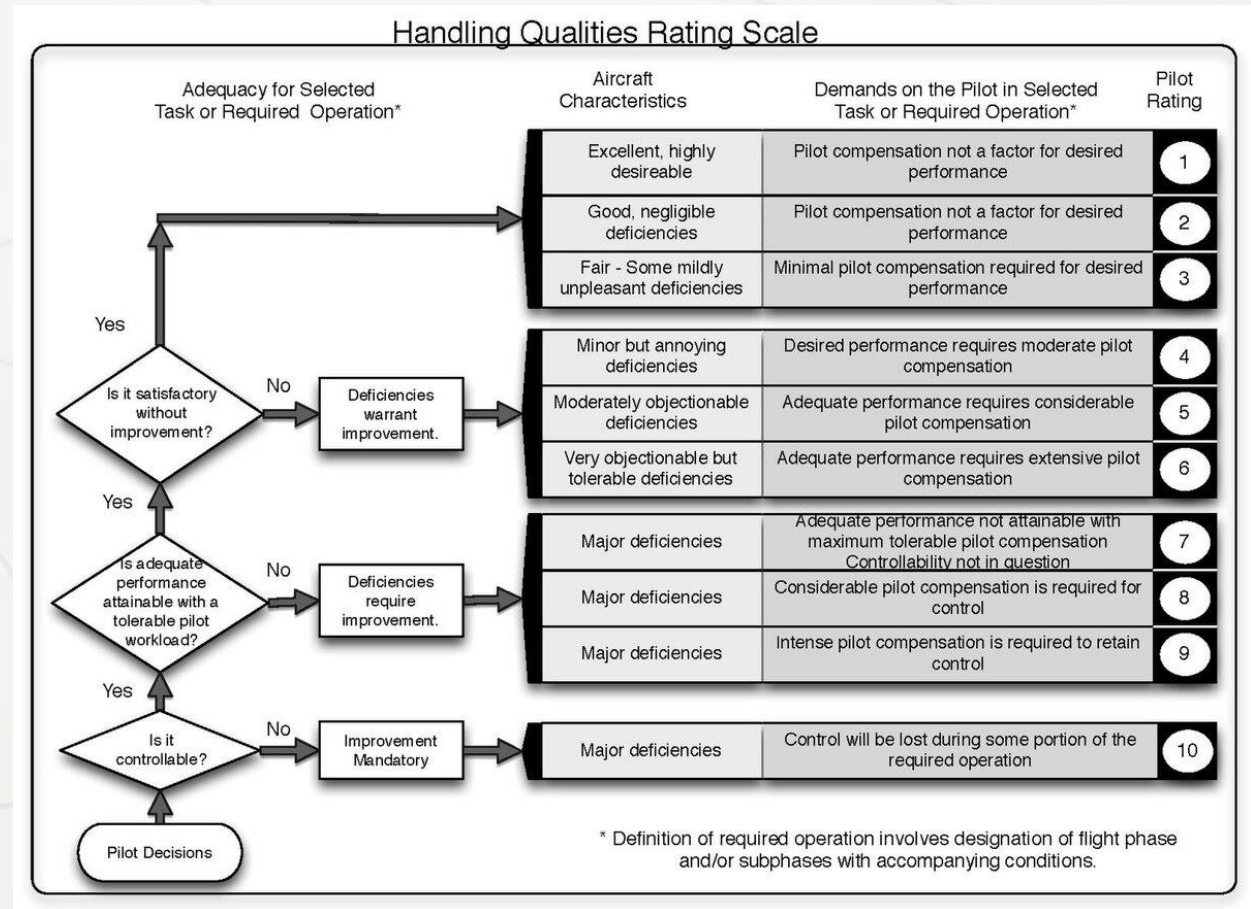 Handling Qualities Rating Scale
Adequacy for Selected
Task or Required Operation*
Aircraft
Characteristics
Demands on the Pilot in Selected
Task or Required Operation*
Pilot
Rating
Excellent, highly
desireable
Pilot compensation not a factor for desired
performance
1
Good, negligible
deficiencies
Pilot compensation not a factor for desired
performance
2
Fair - Some mildly
unpleasant deficiencies
Minimal pilot compensation required for desired
performance
3
Yes
Is it satisfactory
without
improvement?
No
Deficiencies
warrant
improvement.
Minor but annoying
deficiencies
Desired performance requires moderate pilot
compensation
4
Moderately objectionable
deficiencies
Adequate performance requires considerable
pilot compensation
5
Very objectionable but
tolerable deficiencies
Adequate performance requires extensive pilot
compensation
6
Yes
Is adequate
performance
attainable with a
tolerable pilot
workload?
No
Deficiencies
require
improvement.
Major deficiencies
Adequate performance not attainable with
maximum tolerable pilot compensation
Controllability not in question
7
Major deficiencies
Considerable pilot compensation is required for
control
8
Major deficiencies
Intense pilot compensation is required to retain
control
9
Yes
Is it
controllable?
No
Improvement
Mandatory
Major deficiencies
Control will be lost during some portion of the
required operation
10
Pilot Decisions
* Definition of required operation involves designation of flight phase
and/or subphases with accompanying conditions.